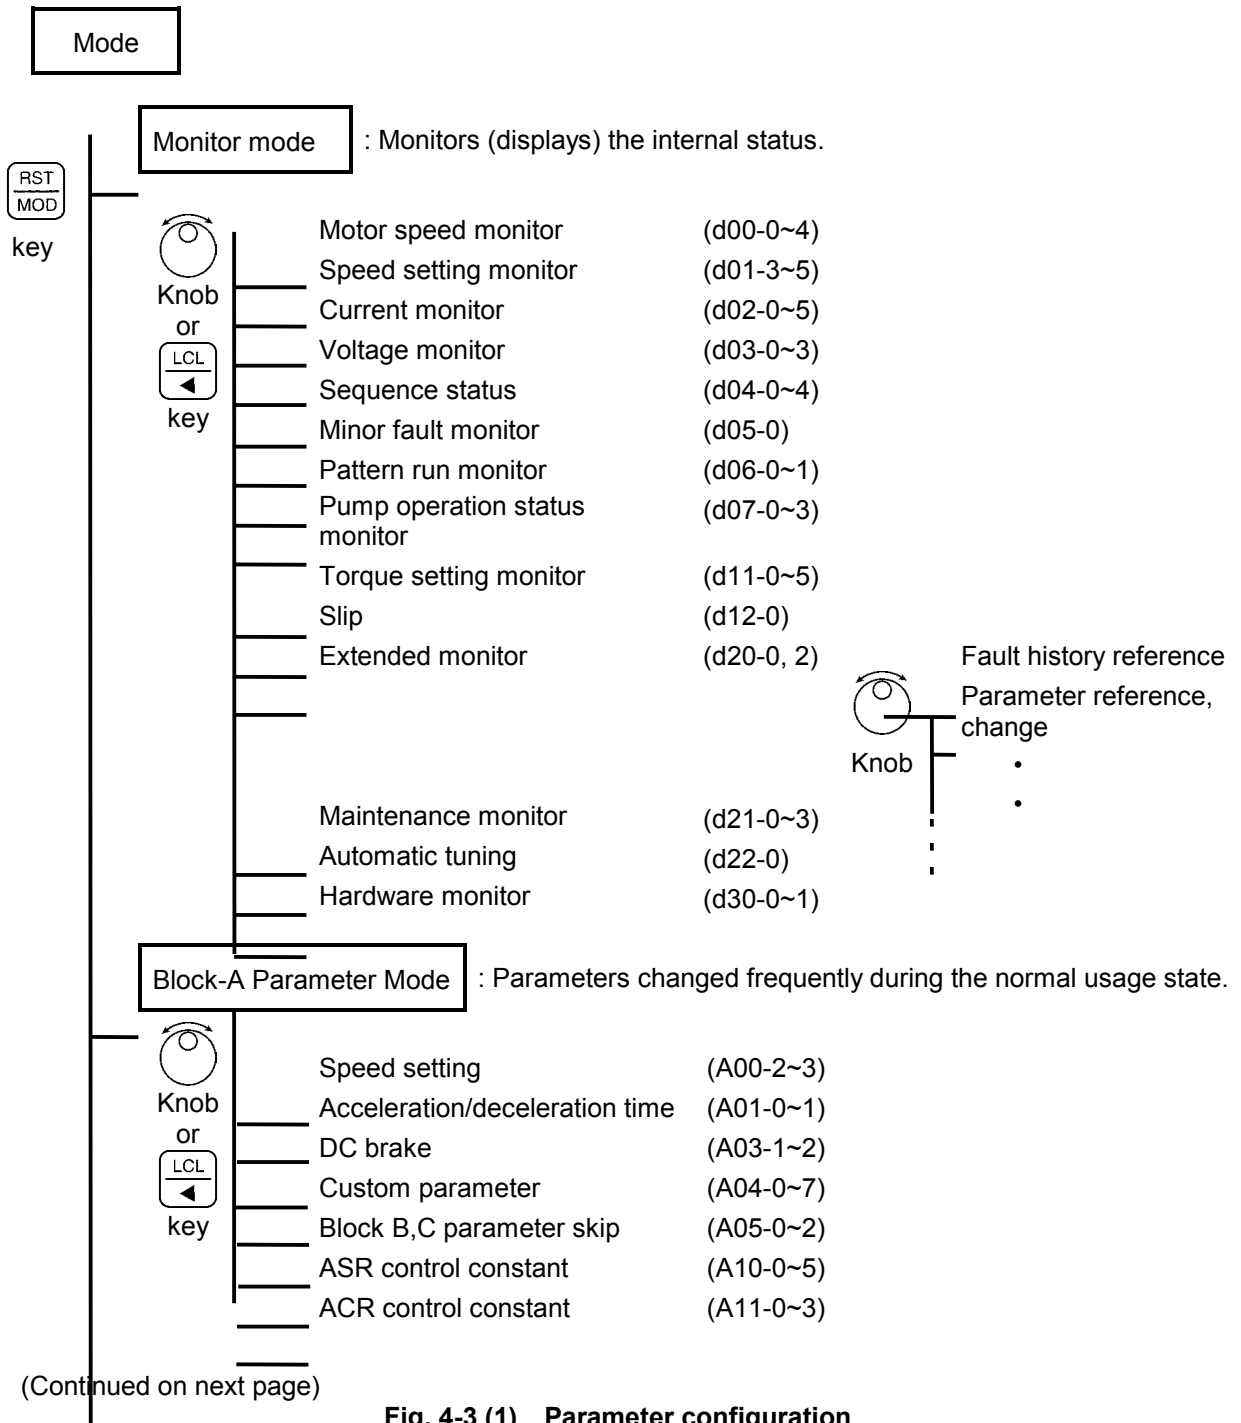 Mode
Monitor mode : Monitors (displays) the internal status.
RST
MOD
key
Motor speed monitor (d00-0~4)
Speed setting monitor (d01-3~5)
Knob
Current monitor (d02-0~5)
or
Voltage monitor (d03-0~3)
LCL
Sequence status (d04-0~4)
key
Minor fault monitor (d05-0)
Pattern run monitor (d06-0~1)
Pump operation status (d07-0~3)
monitor
Torque setting monitor (d11-0~5)
Slip (d12-0)
Extended monitor (d20-0, 2) Fault history reference
Parameter reference,
change
Knob •
•
Maintenance monitor (d21-0~3)
Automatic tuning (d22-0)
Hardware monitor (d30-0~1)
Block-A Parameter Mode : Parameters changed frequently during the normal usage state.
Speed setting (A00-2~3)
Knob
Acceleration/deceleration time (A01-0~1)
or
DC brake (A03-1~2)
LCL
Custom parameter (A04-0~7)
key
Block B,C parameter skip (A05-0~2)
ASR control constant (A10-0~5)
ACR control constant (A11-0~3)
(Continued on next page)
Fig. 4-3 (1) Parameter configuration